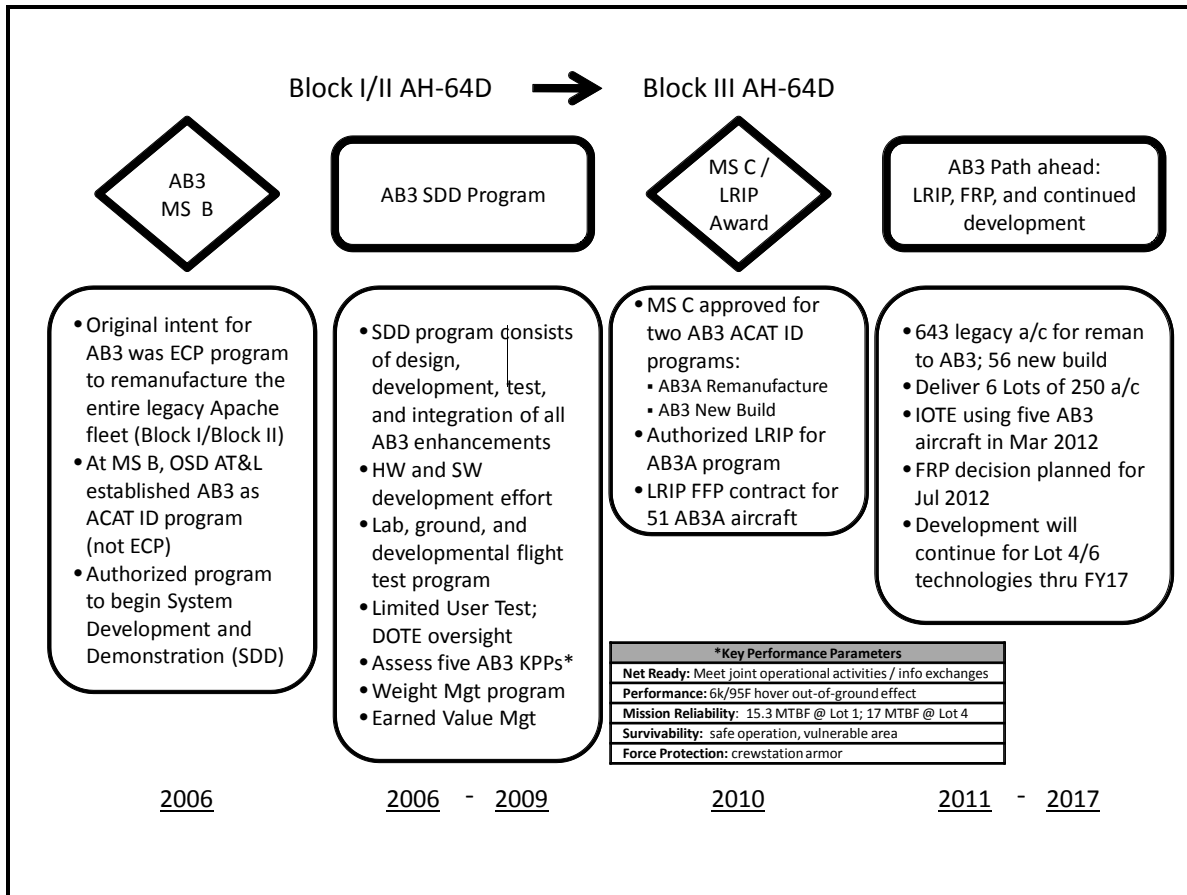 Block I/II AH-64D
Block III AH-64D
AB3
MS B
AB3 SDD Program
MS C /
LRIP
Award
AB3 Path ahead:
LRIP, FRP, and continued
development
•Original intent for
AB3 was ECP program
to remanufacture the
entire legacy Apache
fleet (Block I/Block II)
•At MS B, OSD AT&L
established AB3 as
ACAT ID program
(not ECP)
•Authorized program
to begin System
Development and
Demonstration (SDD)
•SDD program consists
of design,
development, test,
and integration of all
AB3 enhancements
•HW and SW
development effort
•Lab, ground, and
developmental flight
test program
•Limited User Test;
DOTE oversight
•Assess five AB3 KPPs*
•Weight Mgt program
•Earned Value Mgt
•MS C approved for
two AB3 ACAT ID
programs:
▪ AB3A Remanufacture
▪ AB3 New Build
•Authorized LRIP for
AB3A program
•LRIP FFP contract for
51 AB3A aircraft
•643 legacy a/c for reman
to AB3; 56 new build
•Deliver 6 Lots of 250 a/c
•IOTE using five AB3
aircraft in Mar 2012
•FRP decision planned for
Jul 2012
•Development will
continue for Lot 4/6
technologies thru FY17
*Key Performance Parameters
Net Ready: Meet joint operational activities / info exchanges
Performance: 6k/95F hover out-of-ground effect
Mission Reliability: 15.3 MTBF @ Lot 1; 17 MTBF @ Lot 4
Survivability: safe operation, vulnerable area
Force Protection: crewstation armor
2006
2006 - 2009
2010
2011 - 2017